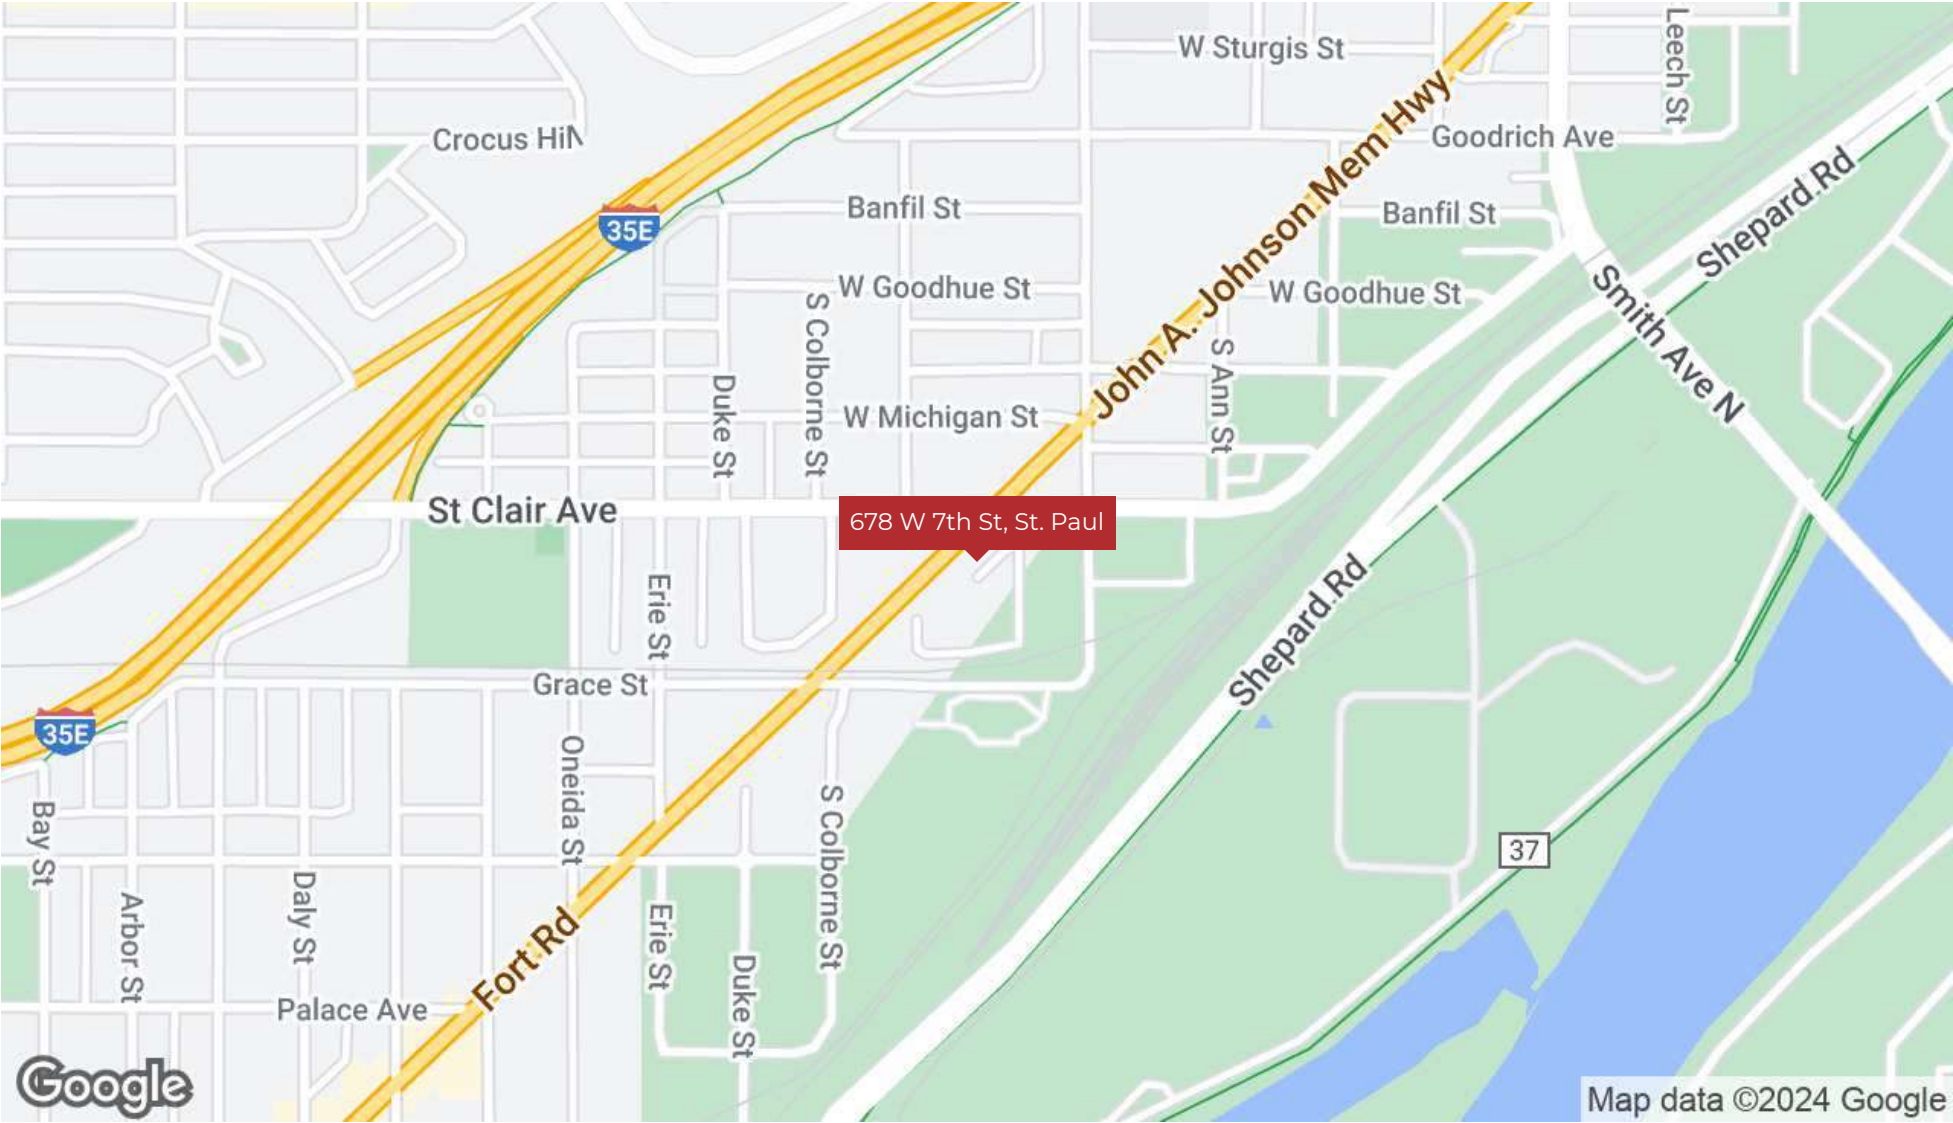 W Sturgis St
Leech St
Crocus Hill
Goodrich Ave
John A. Johnson Mem Hwy
Shepard Rd
Banfil St
Banfil St
35E
W Goodhue St
W Goodhue St
Smith Ave N
S Colborne St
S Ann St
Duke St
W Michigan St
St Clair Ave
678 W 7th St, St. Paul
Erie St
Shepard Rd
Grace St
35E
Oneida St
Bay St
S Colborne St
37
Daly St
Arbor St
Erie St
Fort Rd
Duke St
Palace Ave
Google
Map data ©2024 Google